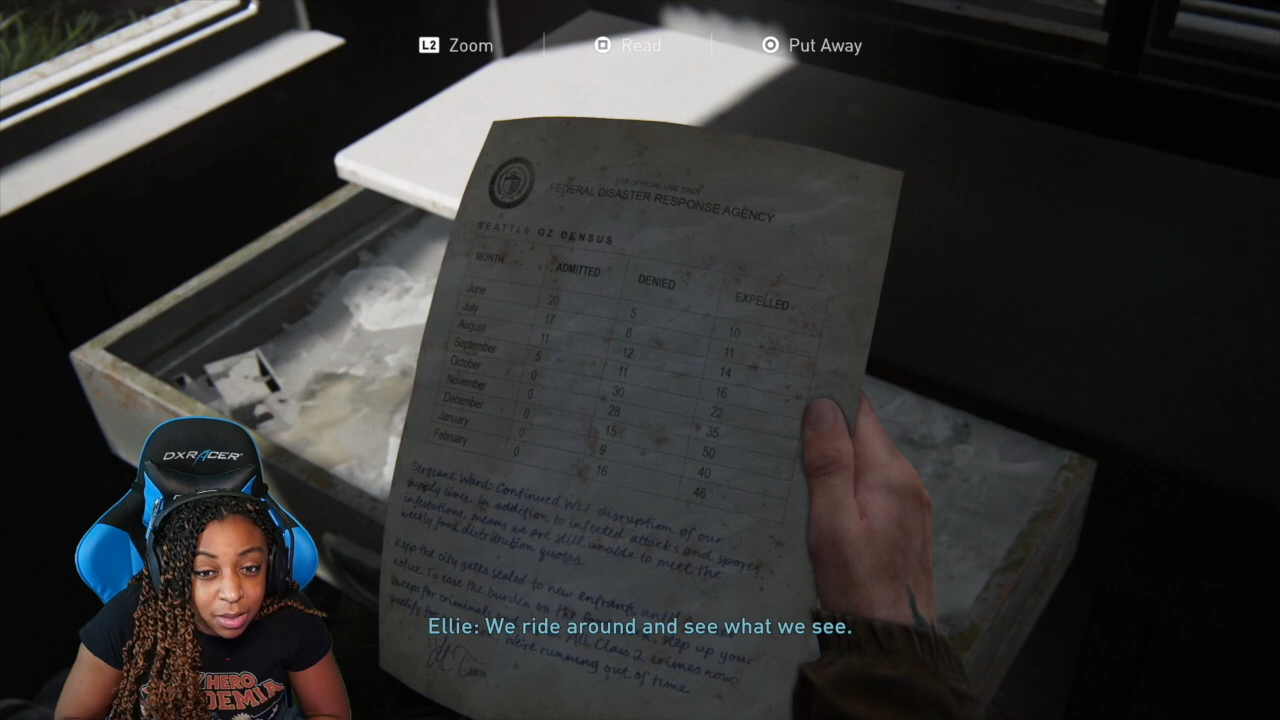 L2 Zoom Read Put Away
FOR OFFICIAL USE ONLY
FEDERAL DISASTER RESPONSE AGENCY
SEATTLE QZ CENSUS
MONTH ADMITTED DENIED EXPELLED
June 20 5 10
July 17 8 11
August 11 12 14
September 5 11 16
October 0 30 22
November 0 28 35
December 0 15 50
January 0 9 40
February 0 16 46
Sergeant Ward: Continued WLF disruption of our
supply lines, in addition to infected attacks and spores
infestations, means we are still unable to meet the
weekly food distribution quotas.
Keep the city gates sealed to new entrants until
notice. To ease the burden on the step up your
sweeps for criminals All Class 2 crimes now
qualify for We're running out of time
Ellie: We ride around and see what we see.
DXRACER
HERO
DEMIA